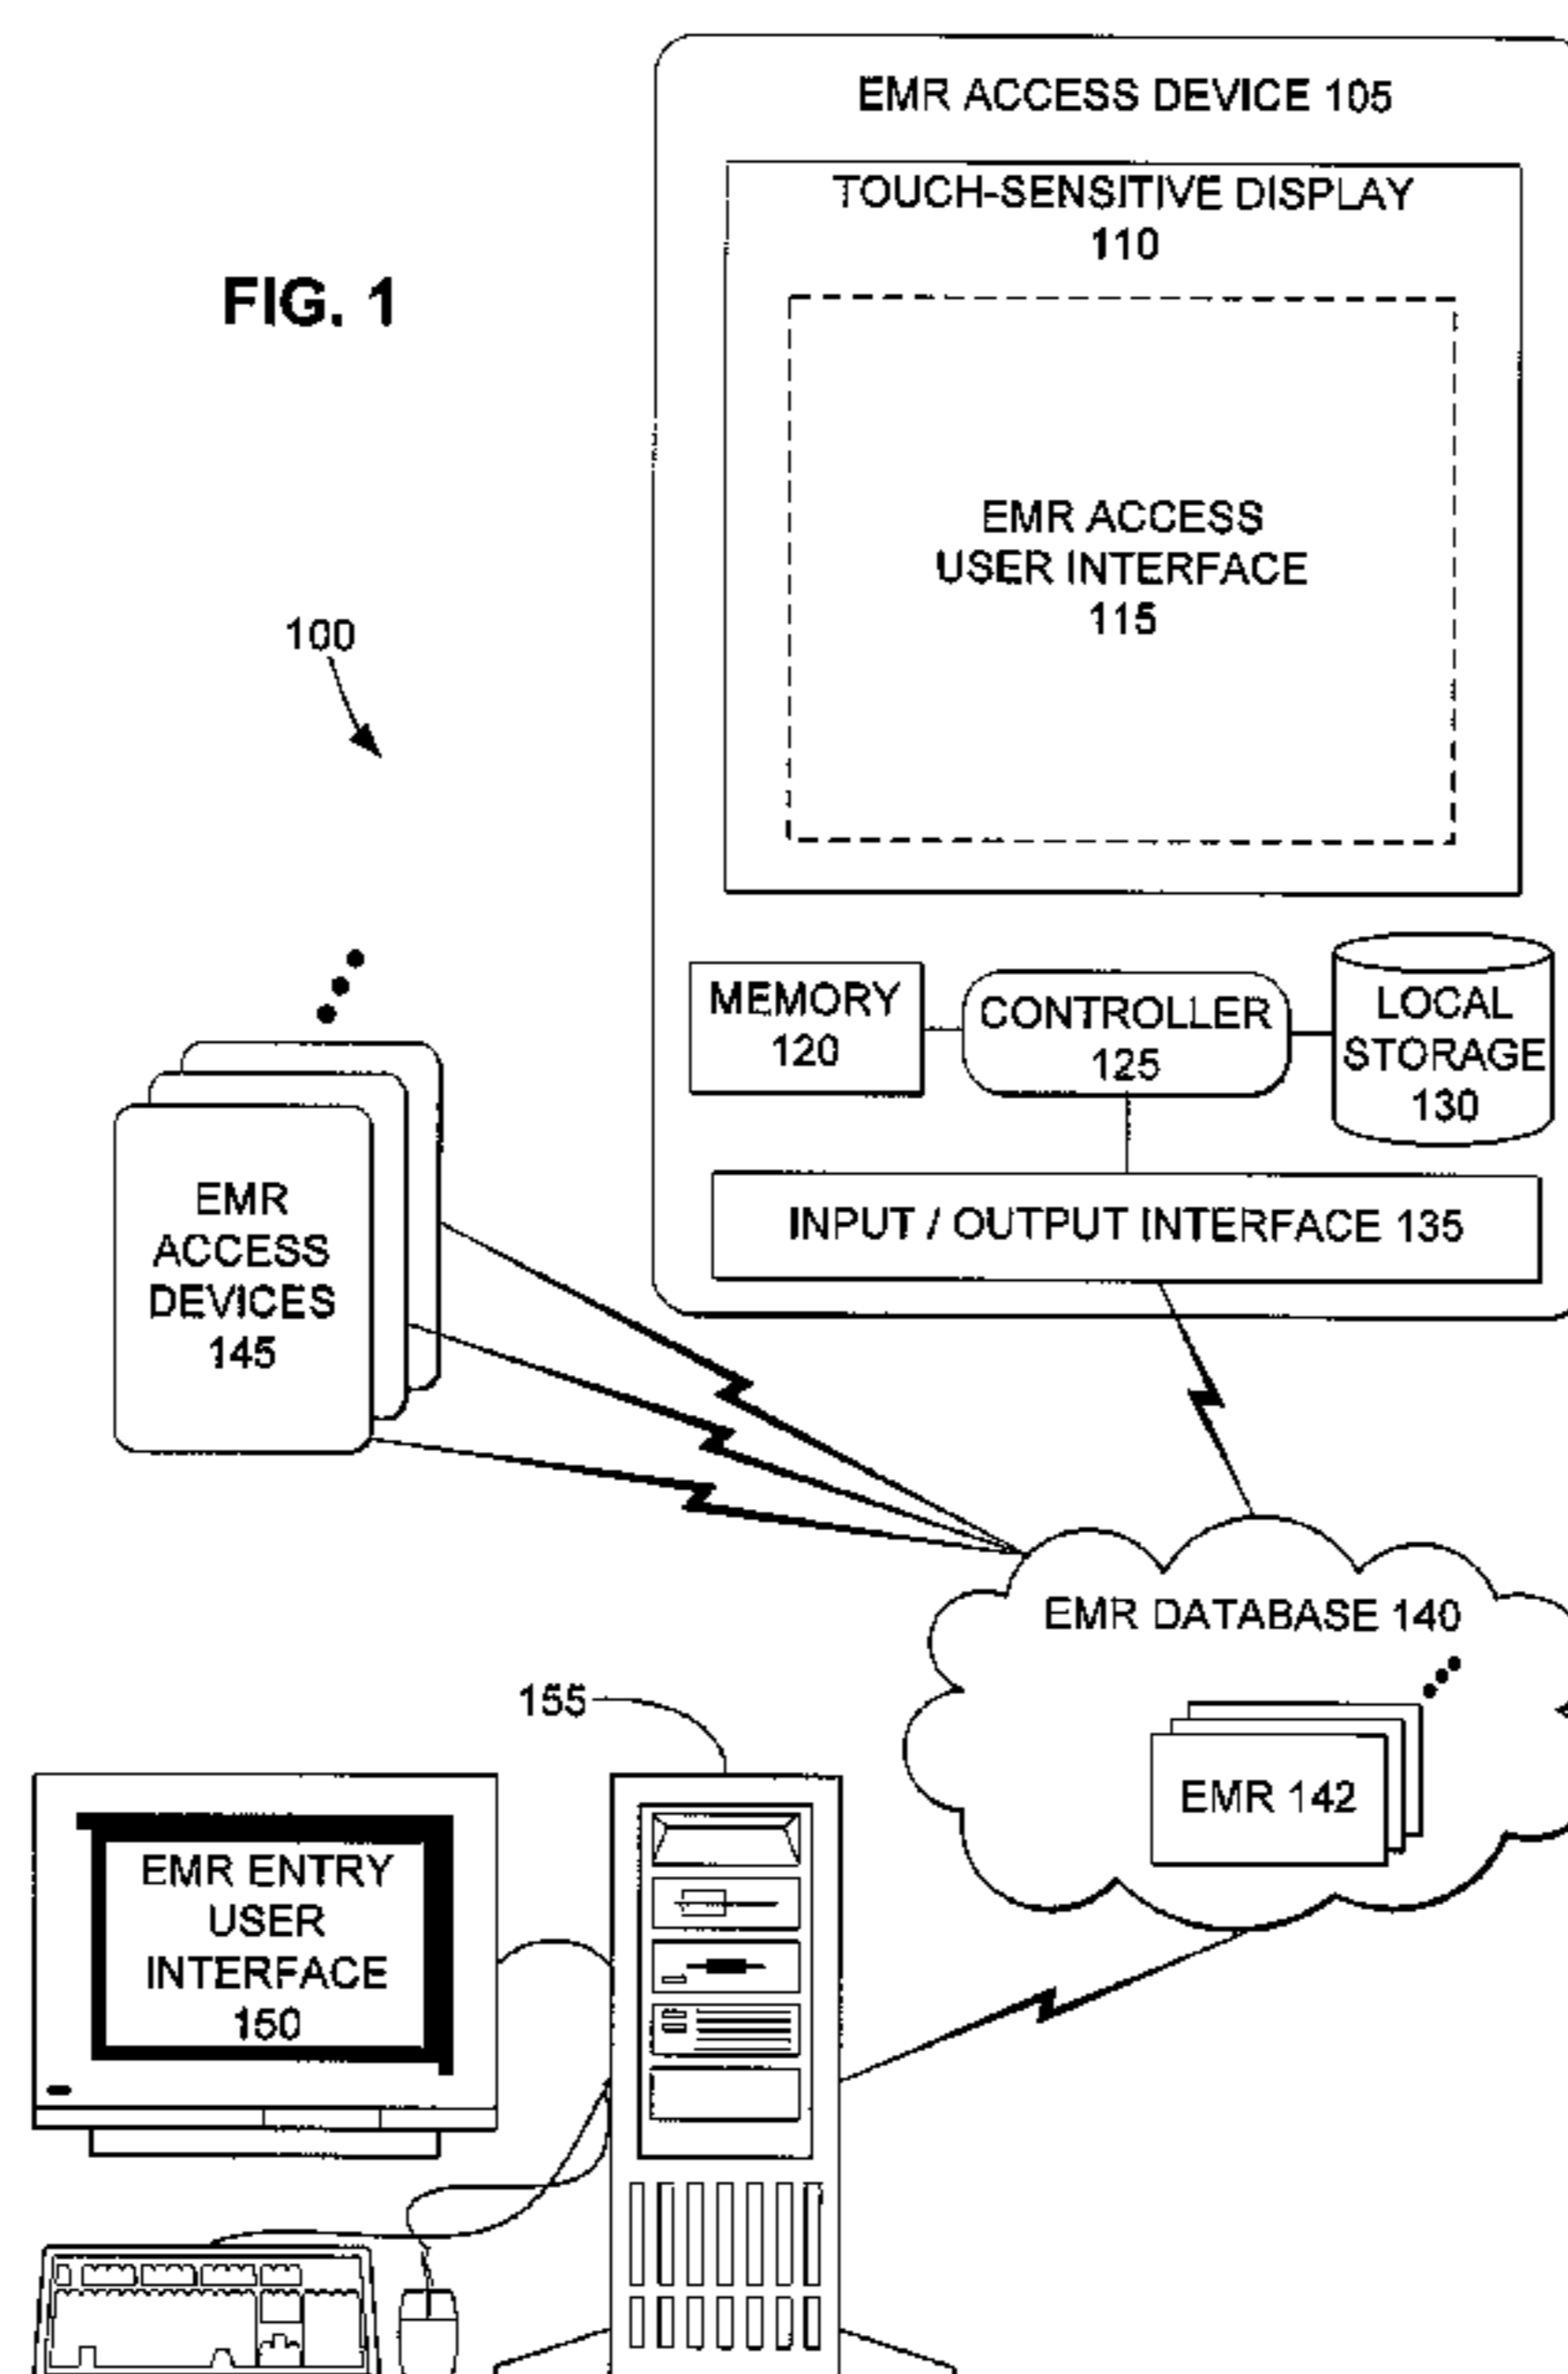 EMR ACCESS DEVICE 105
TOUCH-SENSITIVE DISPLAY
110
FIG. 1
EMR ACCESS
USER INTERFACE
115
100
MEMORY
120
CONTROLLER
125
LOCAL
STORAGE
130
INPUT / OUTPUT INTERFACE 135
EMR
ACCESS
DEVICES
145
EMR DATABASE 140
EMR 142
155
EMR ENTRY
USER
INTERFACE
150